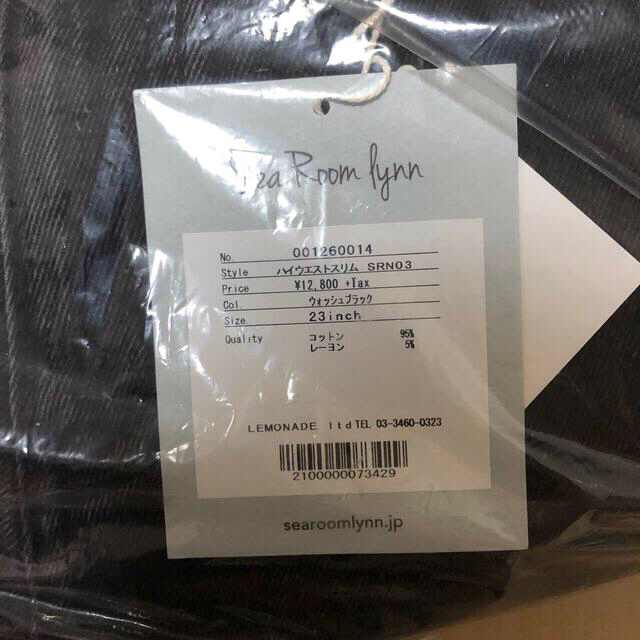 Sea Room lynn
No. 001260014
Style ハイウエストスリム SRN03
Price ¥12,800 +Tax
Col. ウォッシュブラック
Size 23inch
Quality コットン 95%
レーヨン 5%
LEMONADE ltd TEL 03-3460-0323
2100000073429
searoomlynn.jp